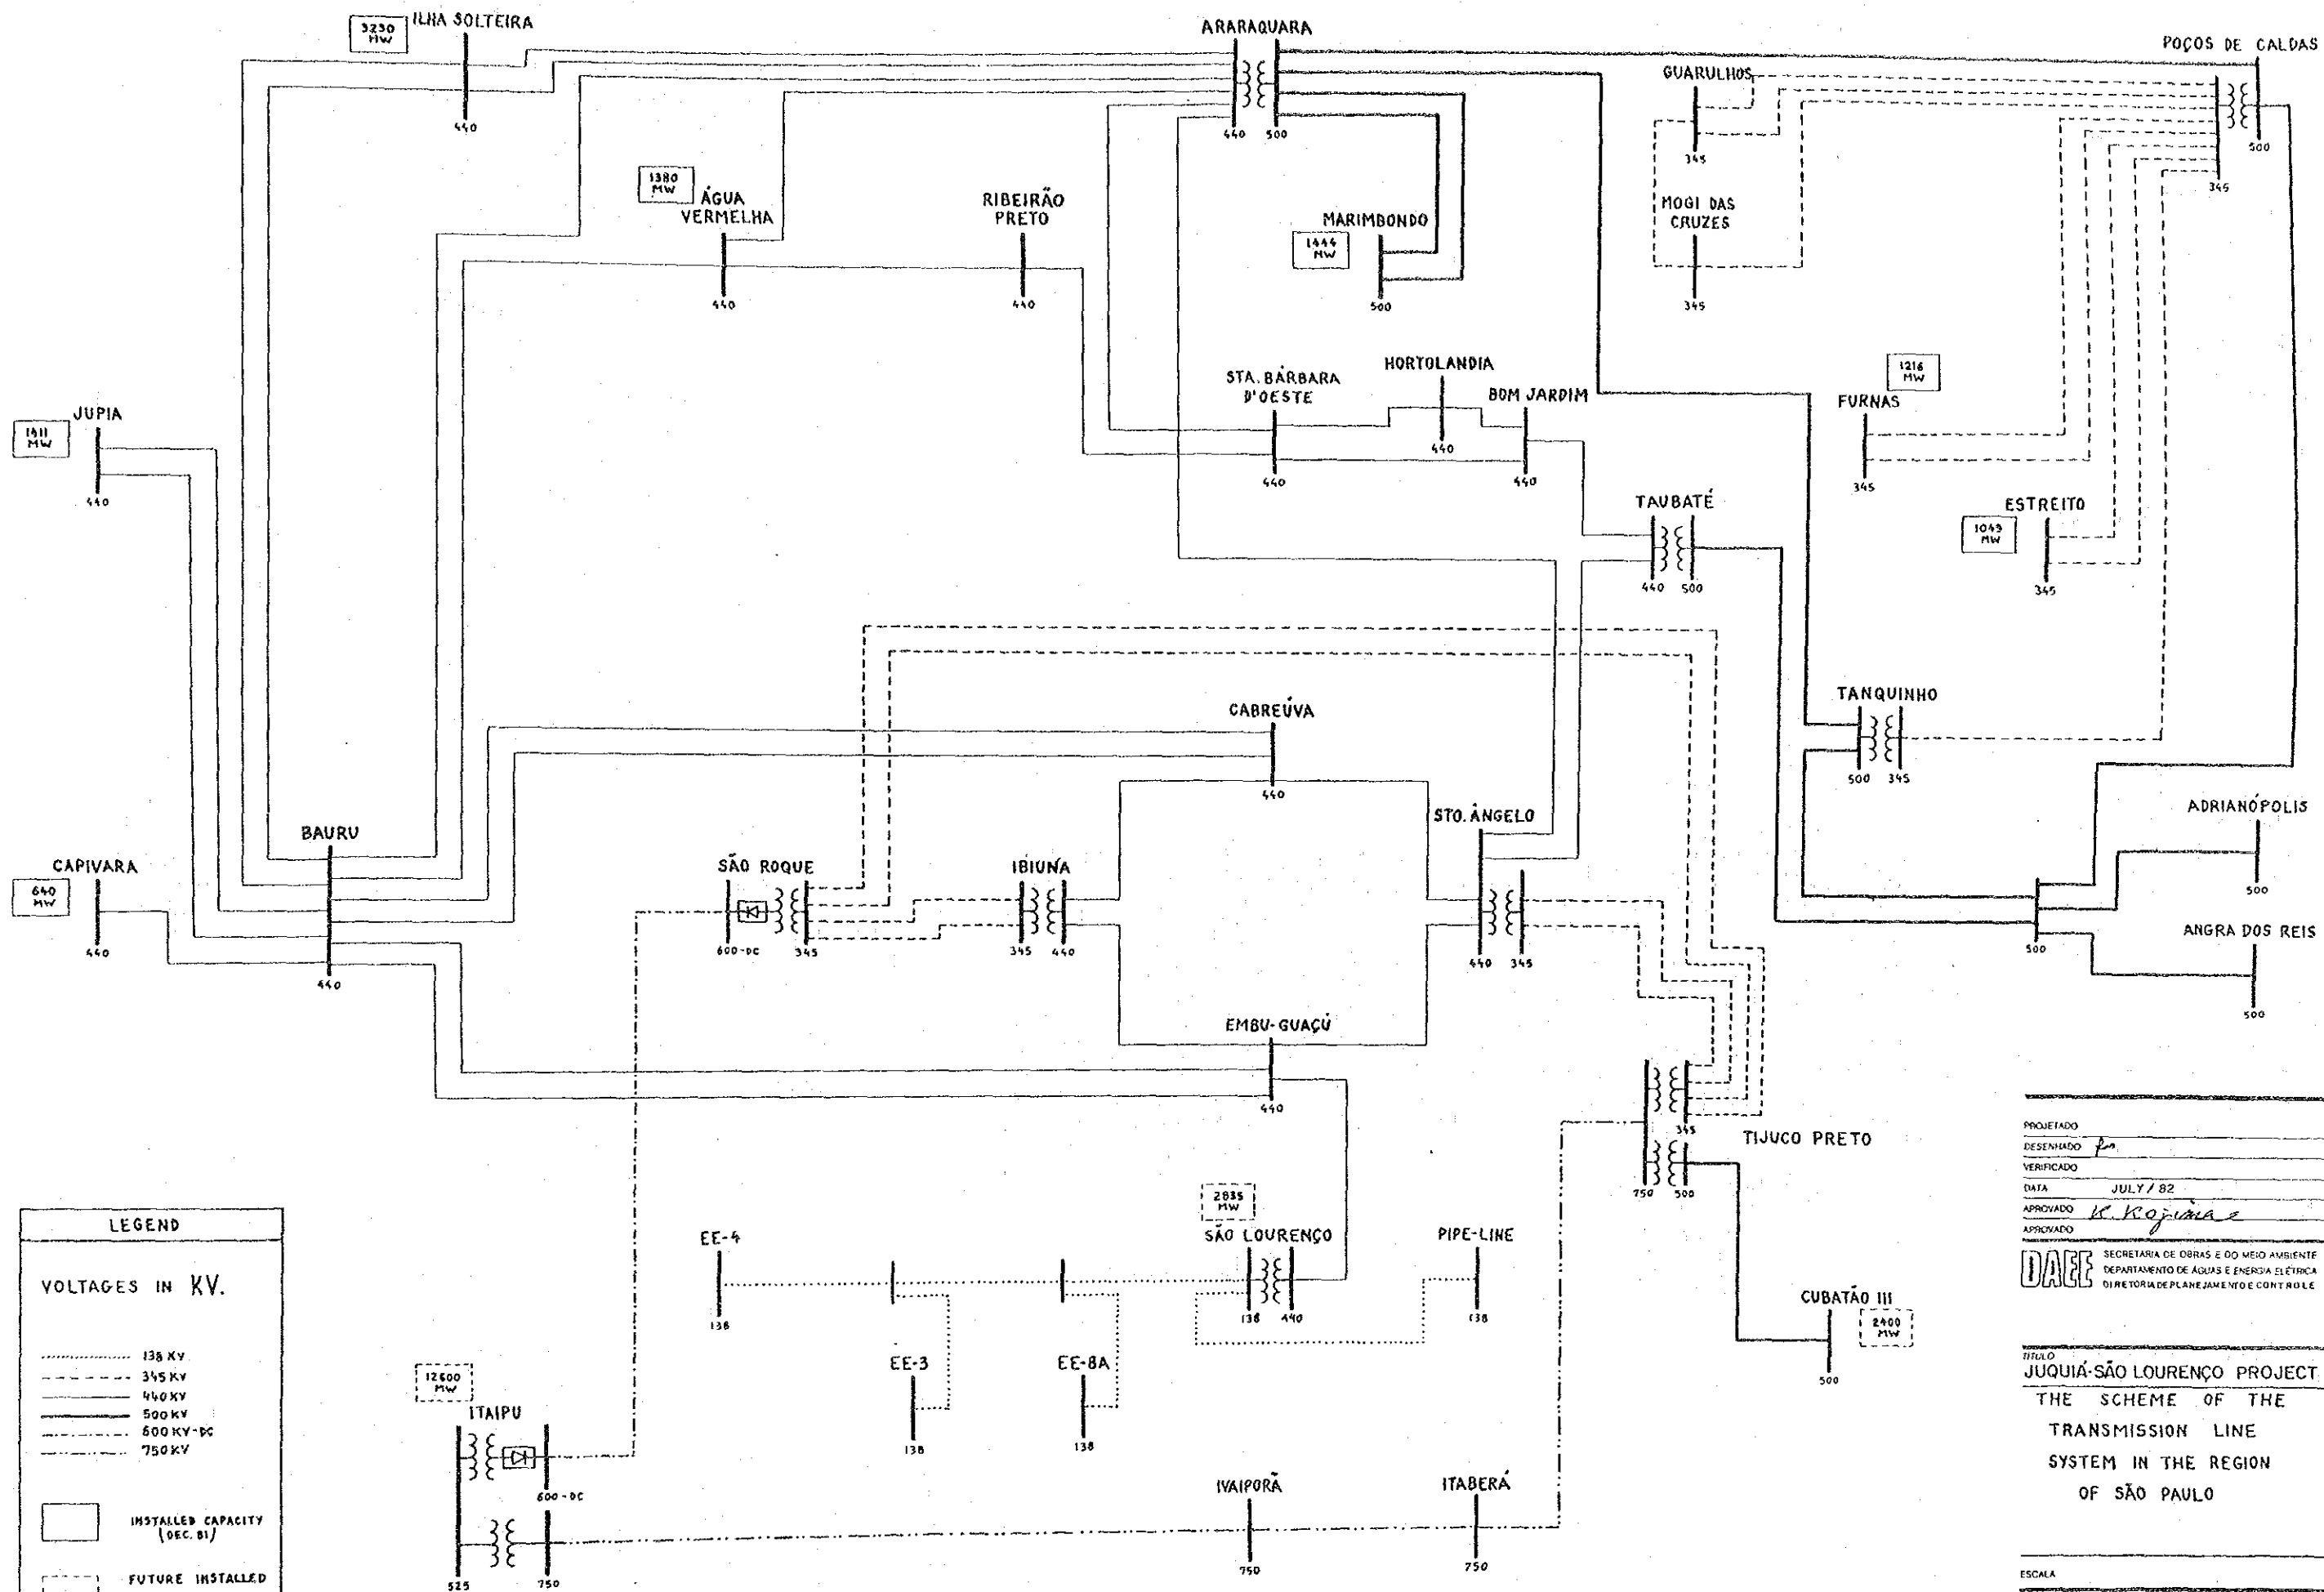 3230
MW
ILHA SOLTEIRA
440
ARARAQUARA
440
500
POÇOS DE CALDAS
345
500
GUARULHOS
345
MOGI DAS
CRUZES
345
1380
MW
ÁGUA
VERMELHA
440
RIBEIRÃO
PRETO
440
MARIMBONDO
1444
MW
500
JUPIA
1411
MW
440
STA. BÁRBARA
D'OESTE
440
HORTOLANDIA
440
BOM JARDIM
440
1216
MW
FURNAS
345
ESTREITO
1049
MW
345
TAUBATÉ
440
500
TANQUINHO
500
345
CABREÚVA
440
BAURU
440
CAPIVARA
640
MW
440
SÃO ROQUE
600-DC
345
IBIUNA
345
440
STO. ÂNGELO
440
345
ADRIANÓPOLIS
500
500
ANGRA DOS REIS
500
EMBU-GUAÇÚ
440
345
TIJUCO PRETO
750
500
2835
MW
SÃO LOURENÇO
138
440
PIPE-LINE
138
EE-4
138
EE-3
138
EE-8A
138
CUBATÃO III
2400
MW
500
12600
MW
ITAIPU
600-DC
525
750
IVAIPORÃ
750
ITABERÁ
750
LEGEND
VOLTAGES IN KV.
138 KV
345 KV
440 KV
500 KV
600 KV-DC
750 KV
INSTALLED CAPACITY
(DEC. 81)
FUTURE INSTALLED
PROJETADO
DESENHADO
VERIFICADO
DATA JULY / 82
APROVADO K. Kojima
APROVADO
DAEE
SECRETARIA DE OBRAS E DO MEIO AMBIENTE
DEPARTAMENTO DE ÁGUAS E ENERGIA ELÉTRICA
DIRETORIA DE PLANEJAMENTO E CONTROLE
TITULO
JUQUIÁ-SÃO LOURENÇO PROJECT
THE SCHEME OF THE
TRANSMISSION LINE
SYSTEM IN THE REGION
OF SÃO PAULO
ESCALA